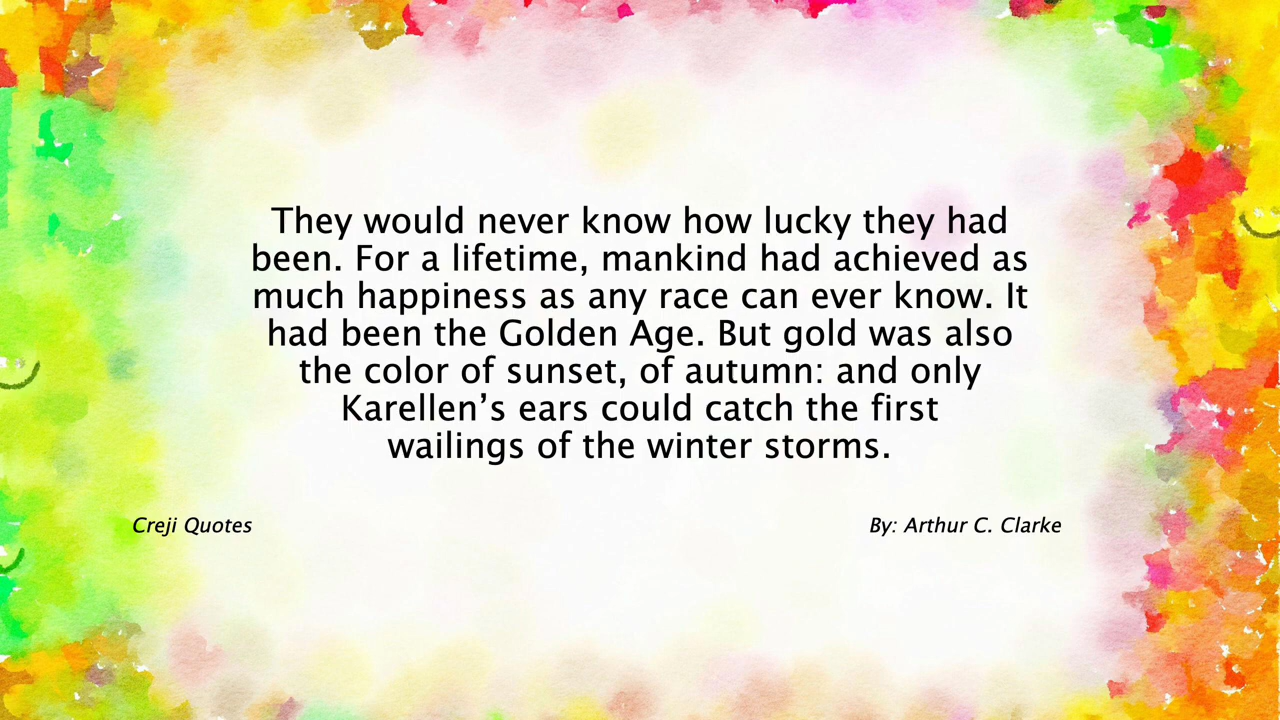 They would never know how lucky they had
been. For a lifetime, mankind had achieved as
much happiness as any race can ever know. It
had been the Golden Age. But gold was also
the color of sunset, of autumn: and only
Karellen’s ears could catch the first
wailings of the winter storms.
Creji Quotes
By: Arthur C. Clarke